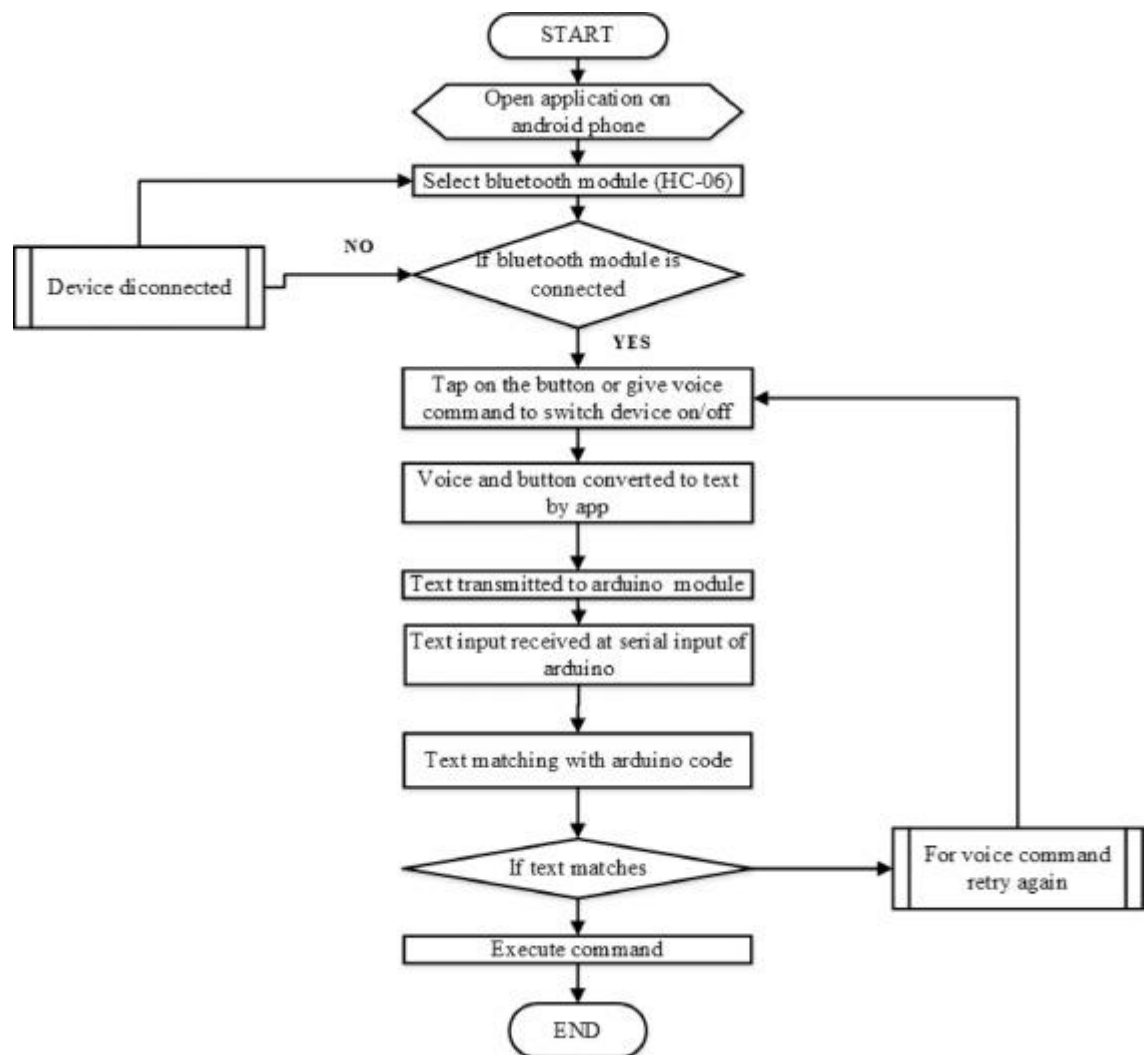 START
Open application on
android phone
Select bluetooth module (HC-06)
NO
If bluetooth module is
connected
Device diconnected
YES
Tap on the button or give voice
command to switch device on/off
Voice and button converted to text
by app
Text transmitted to arduino module
Text input received at serial input of
arduino
Text matching with arduino code
If text matches
For voice command
retry again
Execute command
END